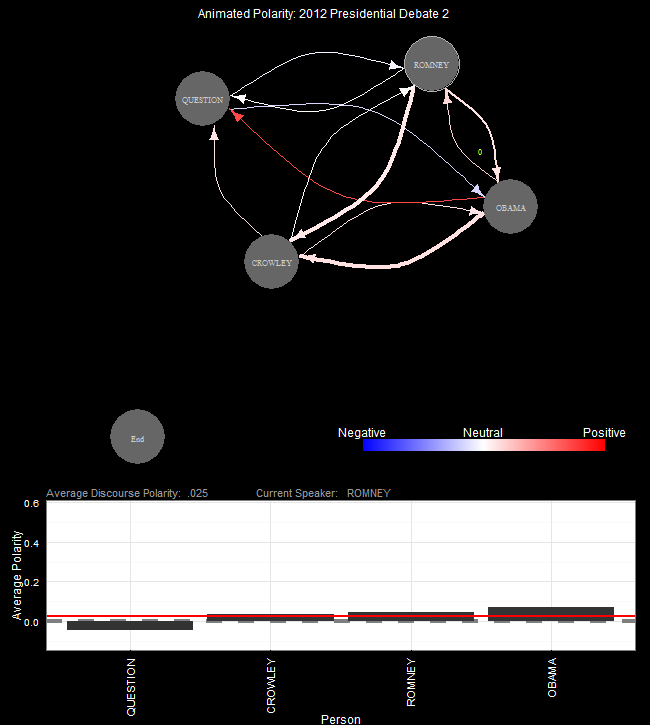 Animated Polarity: 2012 Presidential Debate 2
ROMNEY
QUESTION
0
OBAMA
CROWLEY
End
Negative Neutral Positive
Average Discourse Polarity: .025 Current Speaker: ROMNEY
0.6
0.4
0.2
0.0
Average Polarity
QUESTION
CROWLEY
ROMNEY
OBAMA
Person